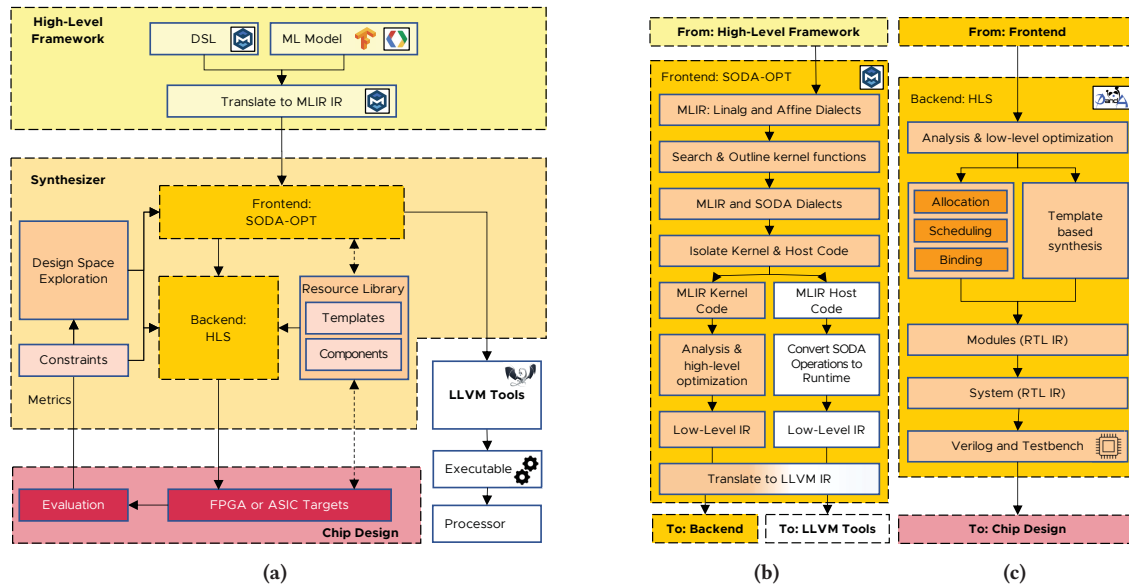 High-Level
Framework
DSL
ML Model
Translate to MLIR IR
Synthesizer
Frontend:
SODA-OPT
Design Space
Exploration
Backend:
HLS
Resource Library
Templates
Components
Constraints
Metrics
LLVM Tools
Executable
Processor
Evaluation
FPGA or ASIC Targets
Chip Design
(a)
From: High-Level Framework
Frontend: SODA-OPT
MLIR: Linalg and Affine Dialects
Search & Outline kernel functions
MLIR and SODA Dialects
Isolate Kernel & Host Code
MLIR Kernel
Code
MLIR Host
Code
Analysis &
high-level
optimization
Convert SODA
Operations to
Runtime
Low-Level IR
Low-Level IR
Translate to LLVM IR
To: Backend
To: LLVM Tools
(b)
From: Frontend
Backend: HLS
Analysis & low-level optimization
Allocation
Scheduling
Binding
Template
based
synthesis
Modules (RTL IR)
System (RTL IR)
Verilog and Testbench
To: Chip Design
(c)